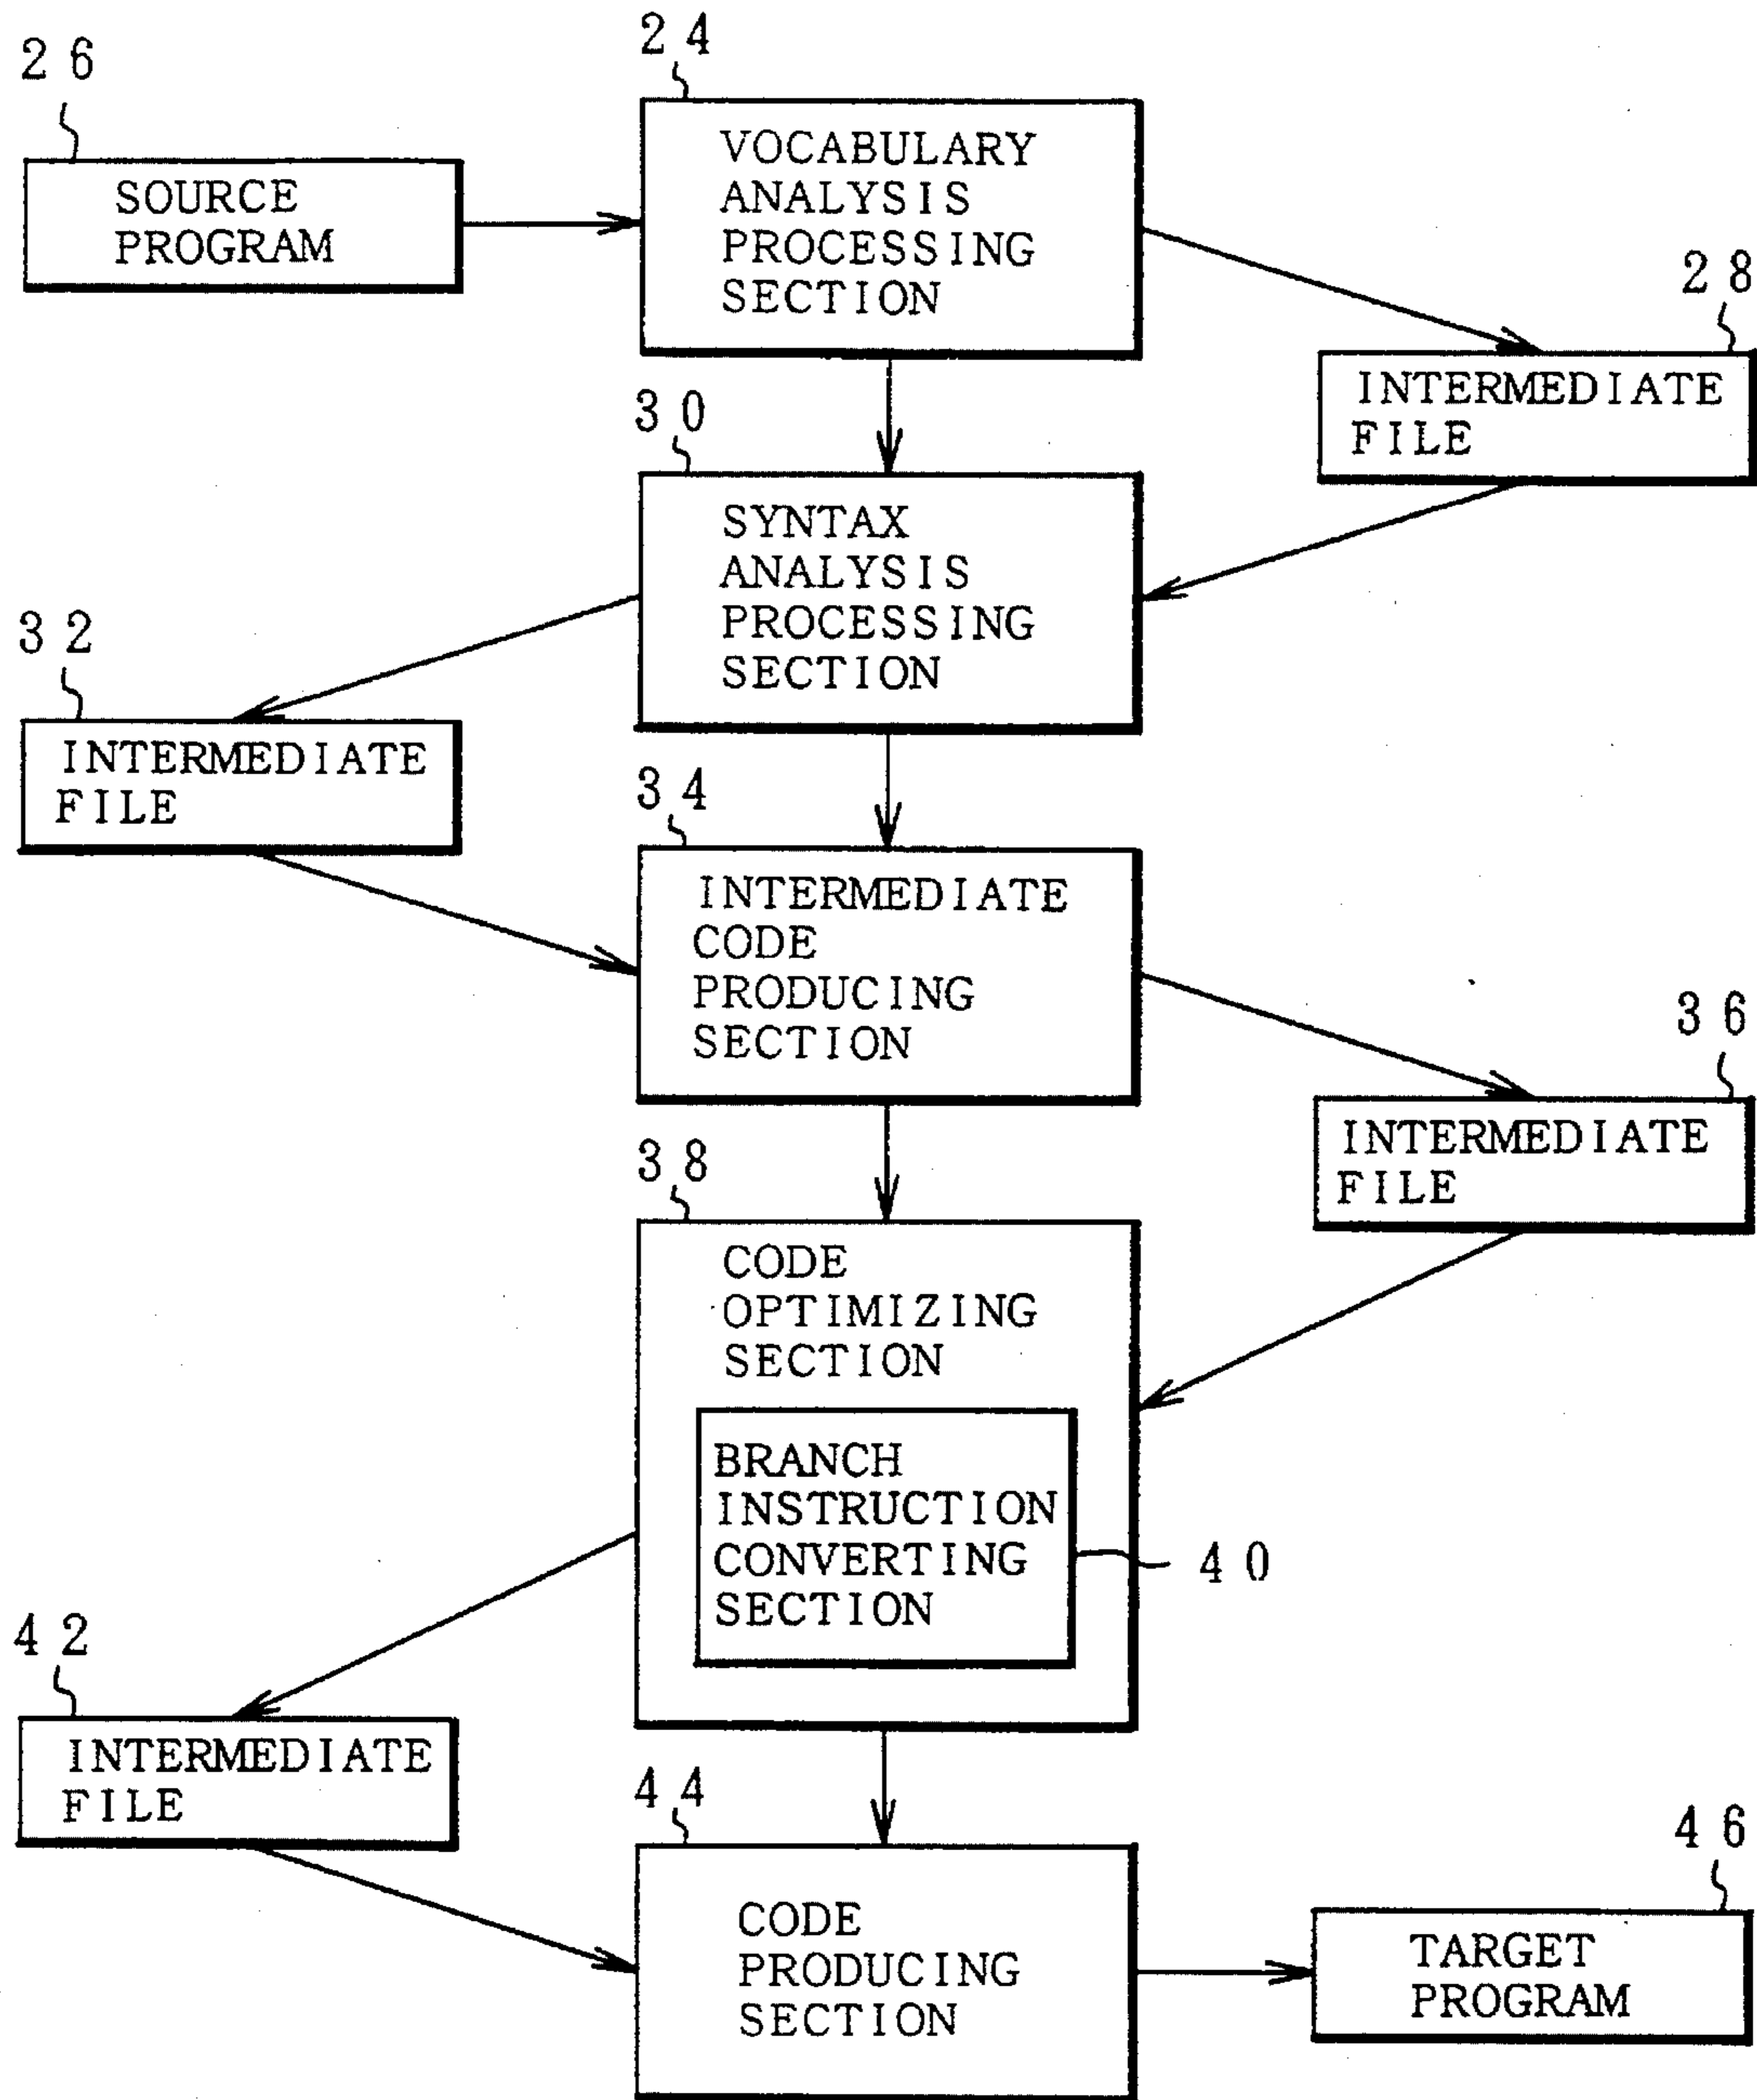 26
SOURCE
PROGRAM
24
VOCABULARY
ANALYSIS
PROCESSING
SECTION
28
INTERMEDIATE
FILE
30
SYNTAX
ANALYSIS
PROCESSING
SECTION
32
INTERMEDIATE
FILE
34
INTERMEDIATE
CODE
PRODUCING
SECTION
36
INTERMEDIATE
FILE
38
CODE
OPTIMIZING
SECTION
BRANCH
INSTRUCTION
CONVERTING
SECTION
40
42
INTERMEDIATE
FILE
44
CODE
PRODUCING
SECTION
46
TARGET
PROGRAM